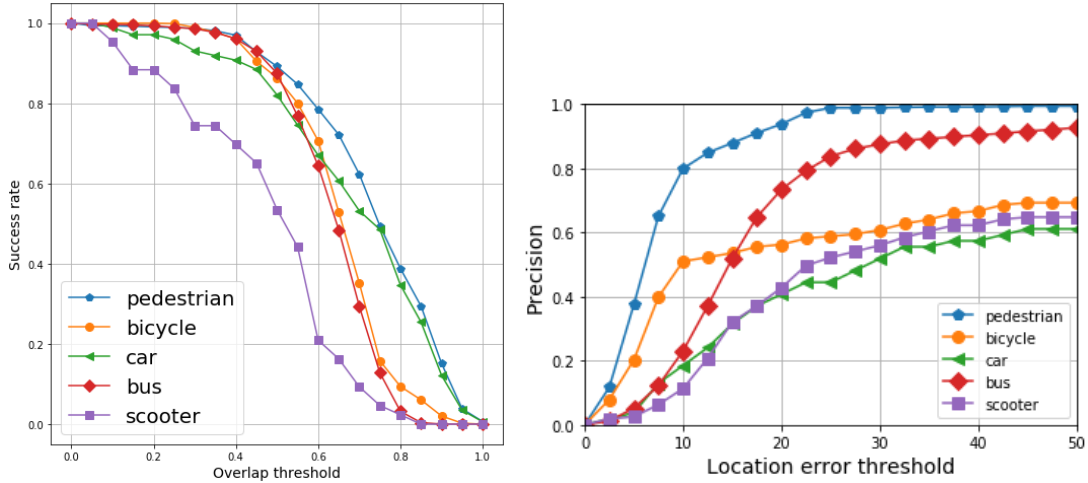 1.0
0.8
0.6
0.4
0.2
0.0
Success rate
pedestrian
bicycle
car
bus
scooter
0.0 0.2 0.4 0.6 0.8 1.0
Overlap threshold
1.0
0.8
0.6
0.4
0.2
0.0
Precision
pedestrian
bicycle
car
bus
scooter
0 10 20 30 40 50
Location error threshold